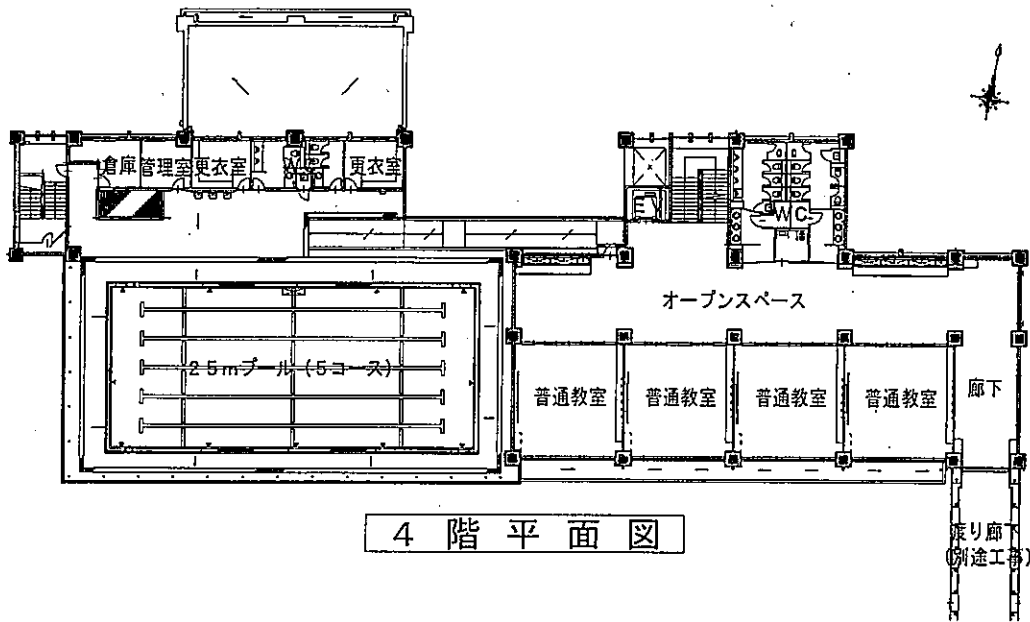 倉庫
管理室
更衣室
WC
更衣室
EV
WC
オープンスペース
25mプール(5コース)
普通教室
普通教室
普通教室
普通教室
廊下
4階平面図
渡り廊下
(別途工事)